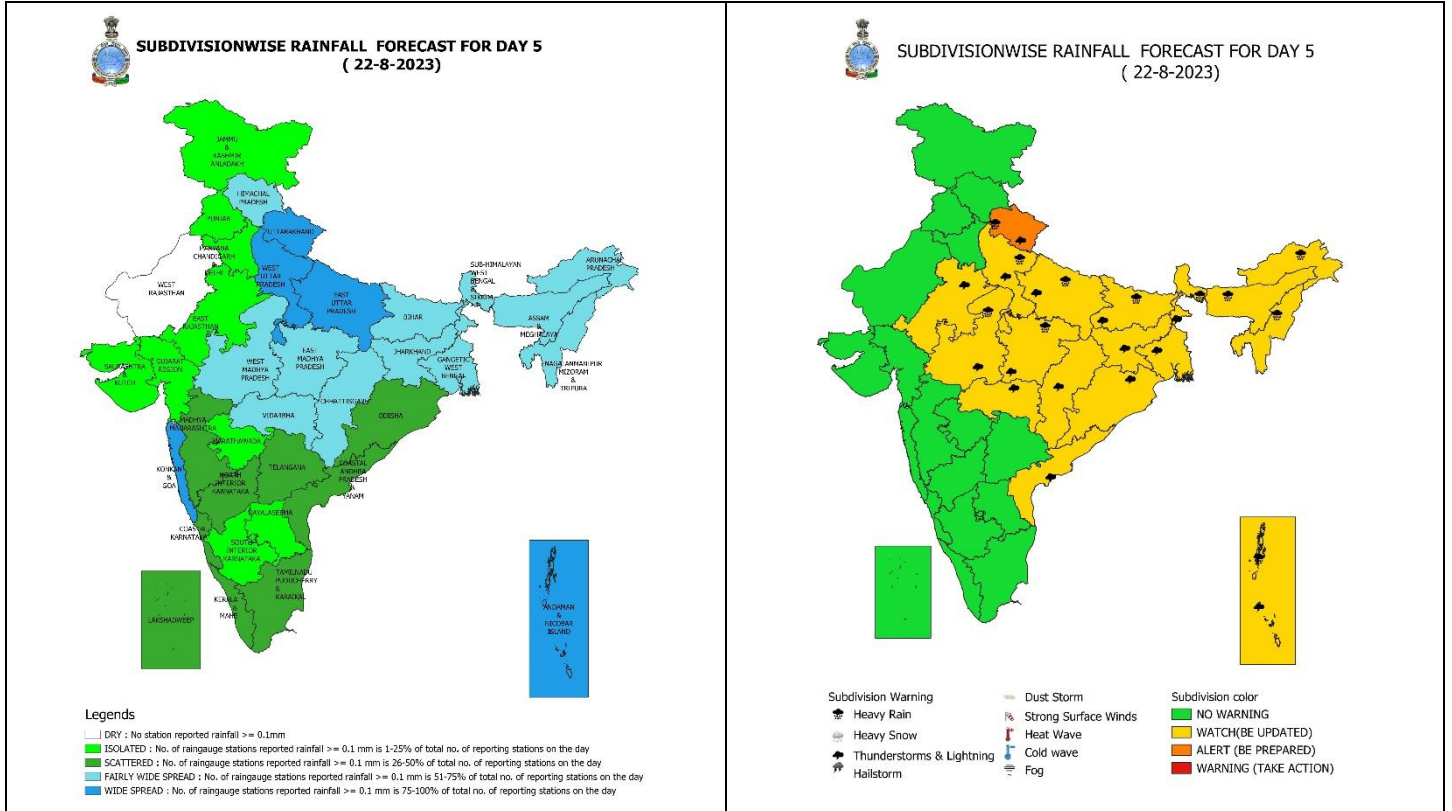 SUBDIVISIONWISE RAINFALL FORECAST FOR DAY 5
( 22-8-2023)
JAMMU
&
KASHMIR
ANLADAKH
HIMACHAL
PRADESH
PUNJAB
UTTARAKHAND
HARYANA
CHANDIGARH
&
DELHI
WEST
UTTAR
PRADESH
WEST
RAJASTHAN
EAST
RAJASTHAN
EAST
UTTAR
PRADESH
SUB-HIMALAYAN
WEST
BENGAL
&
SIKKIM
ARUNACHAL
PRADESH
BIHAR
ASSAM
&
MEGHALAYA
NAGALANMANIPUR
MIZORAM
&
TRIPURA
JHARKHAND
GANGETIC
WEST
BENGAL
SAURASHTRA
&
KUTCH
GUJARAT
REGION
WEST
MADHYA
PRADESH
EAST
MADHYA
PRADESH
CHHATTISGARH
VIDARBHA
ODISHA
MADHYA
MAHARASHTRA
MARATHAWADA
KONKAN
&
GOA
TELANGANA
NORTH
INTERIOR
KARNATAKA
COASTAL
ANDHRA
PRADESH
&
YANAM
RAYALASEEMA
COASTAL
KARNATAKA
SOUTH
INTERIOR
KARNATAKA
TAMILNADU
PUDUCHERRY
&
KARAIKAL
KERALA
&
MAHE
LAKSHADWEEP
ANDAMAN
&
NICOBAR
ISLAND
Legends
DRY : No station reported rainfall >= 0.1mm
ISOLATED : No. of raingauge stations reported rainfall >= 0.1 mm is 1-25% of total no. of reporting stations on the day
SCATTERED : No. of raingauge stations reported rainfall >= 0.1 mm is 26-50% of total no. of reporting stations on the day
FAIRLY WIDE SPREAD : No. of raingauge stations reported rainfall >= 0.1 mm is 51-75% of total no. of reporting stations on the day
WIDE SPREAD : No. of raingauge stations reported rainfall >= 0.1 mm is 75-100% of total no. of reporting stations on the day
SUBDIVISIONWISE RAINFALL FORECAST FOR DAY 5
( 22-8-2023)
Subdivision Warning
Heavy Rain
Heavy Snow
Thunderstorms & Lightning
Hailstorm
Dust Storm
Strong Surface Winds
Heat Wave
Cold wave
Fog
Subdivision color
NO WARNING
WATCH(BE UPDATED)
ALERT (BE PREPARED)
WARNING (TAKE ACTION)